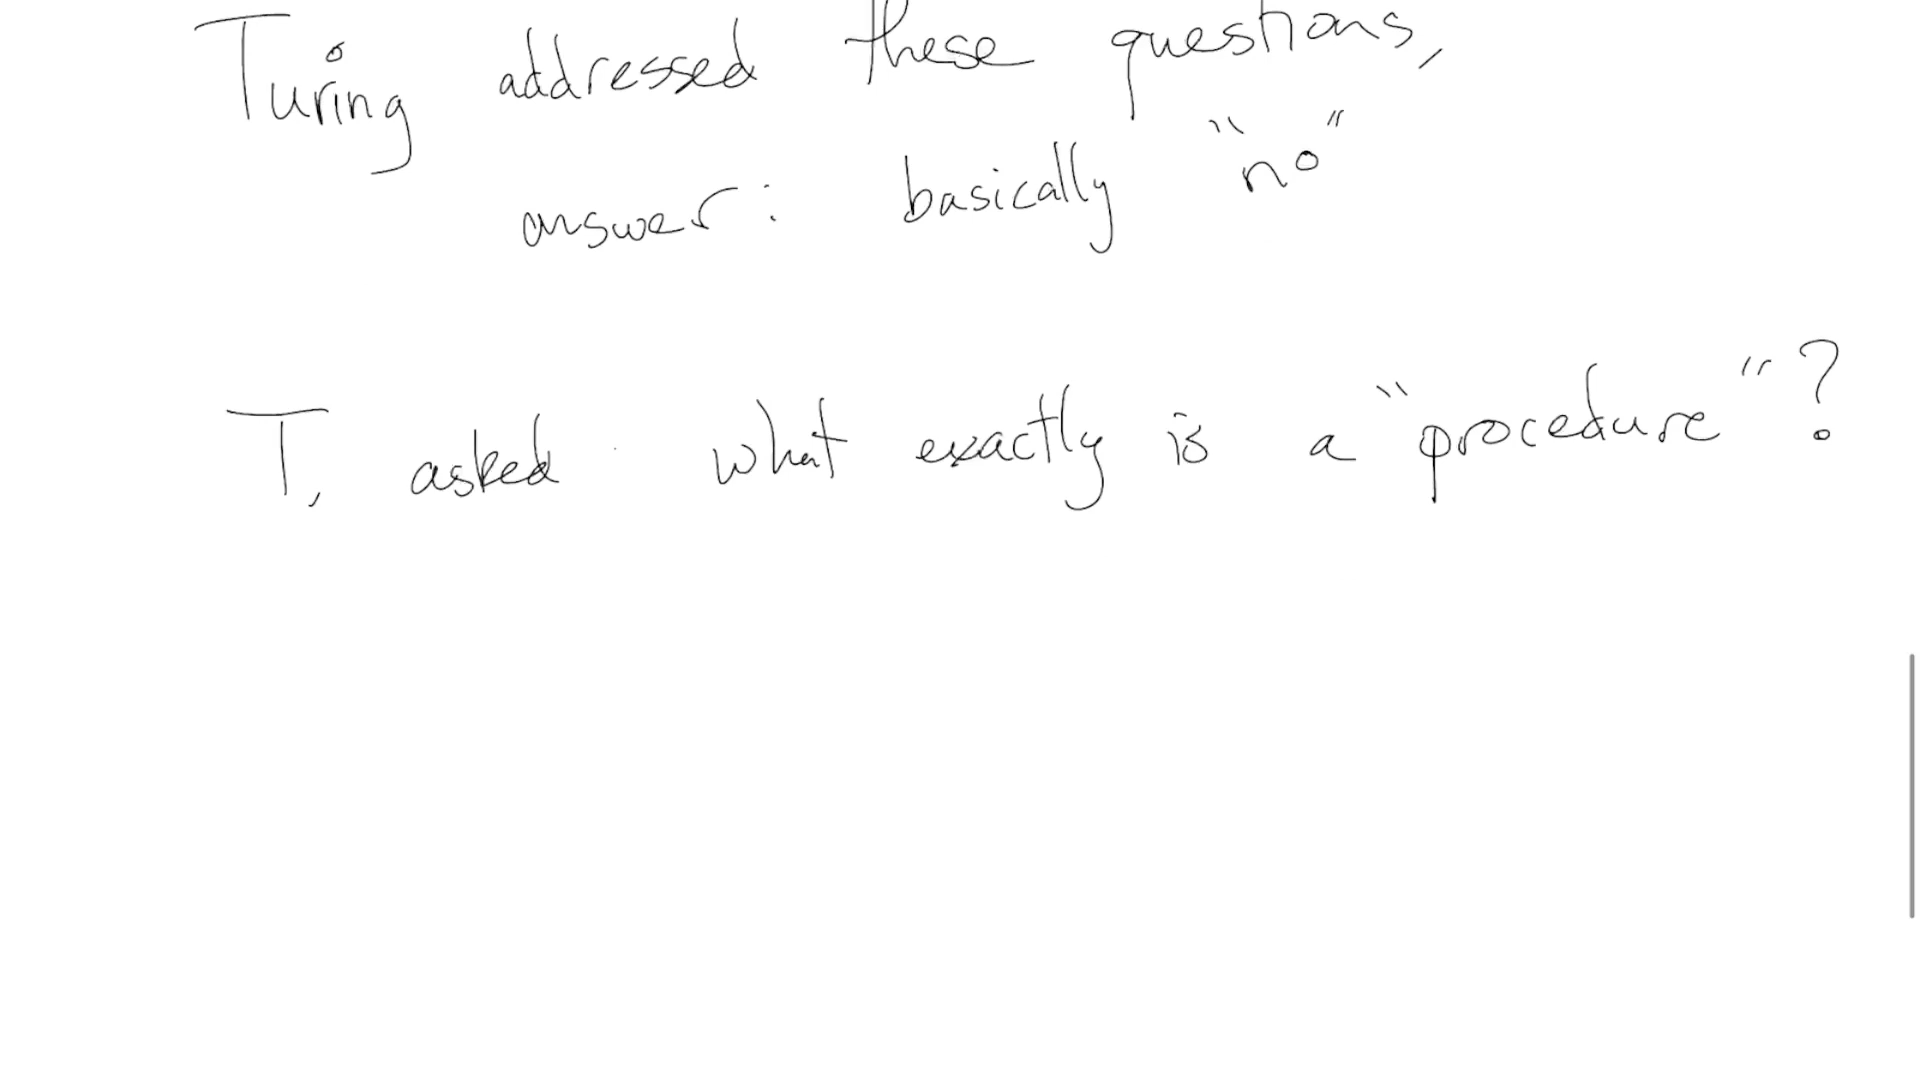 Turing addressed these questions,
answer: basically "no"
T. asked what exactly is a "procedure"?